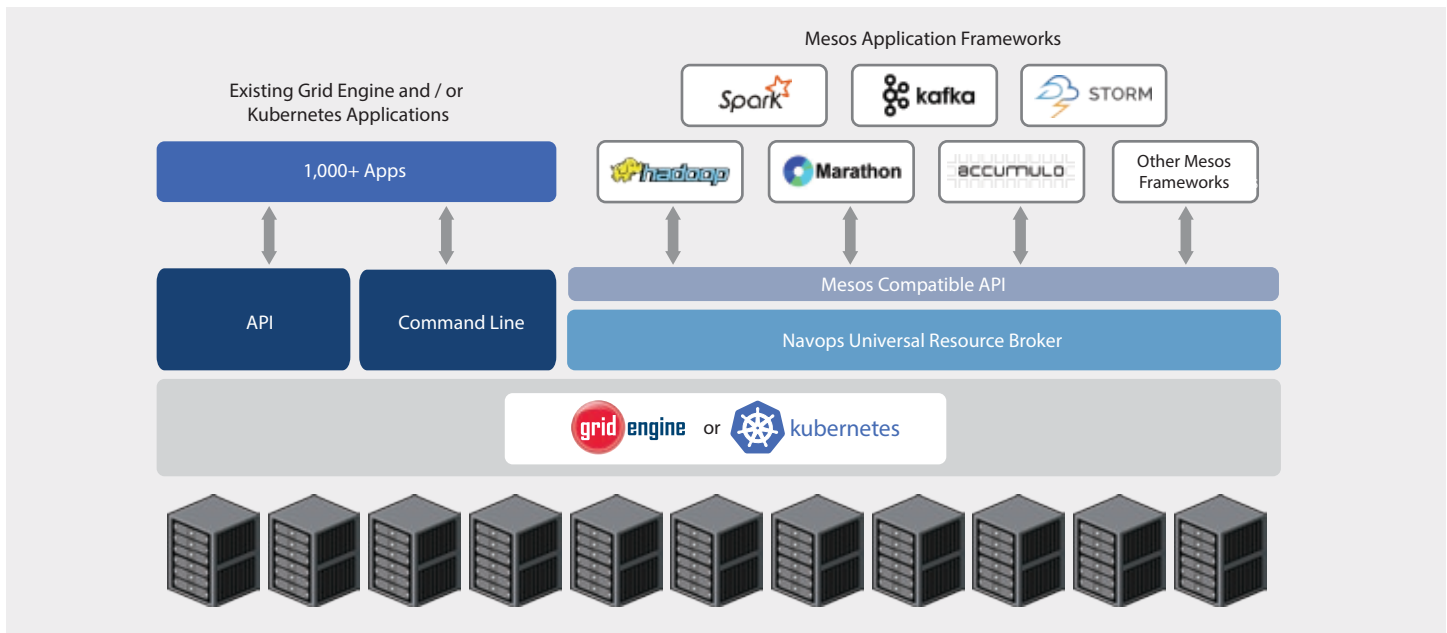 Mesos Application Frameworks
Existing Grid Engine and / or
Kubernetes Applications
Spark
kafka
STORM
1,000+ Apps
hadoop
Marathon
accumulo
Other Mesos
Frameworks
API
Command Line
Mesos Compatible API
Navops Universal Resource Broker
grid engine or kubernetes